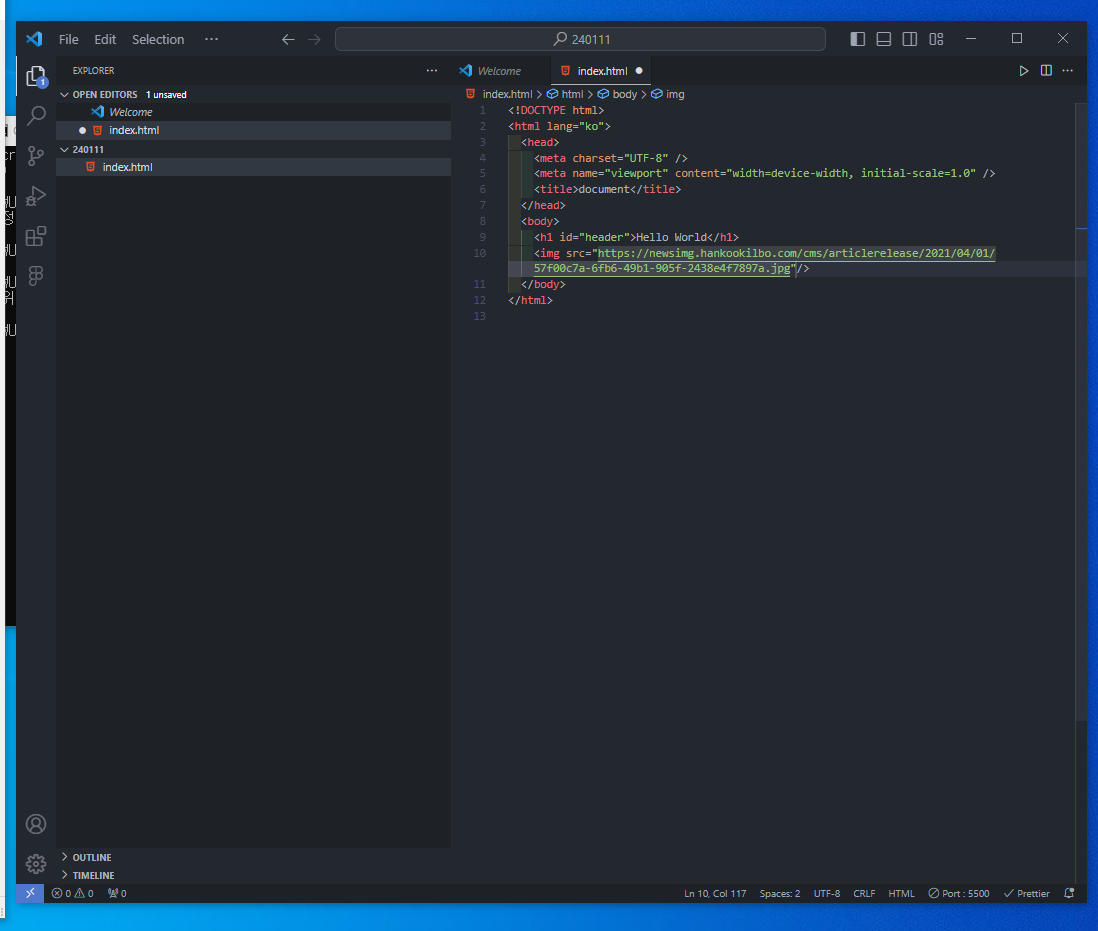 File Edit Selection ··· 240111
EXPLORER ···
OPEN EDITORS 1 unsaved
Welcome
index.html
240111
index.html
OUTLINE
TIMELINE
Welcome index.html
index.html > html > body > img
1 <!DOCTYPE html>
2 <html lang="ko">
3 <head>
4 <meta charset="UTF-8" />
5 <meta name="viewport" content="width=device-width, initial-scale=1.0" />
6 <title>document</title>
7 </head>
8 <body>
9 <h1 id="header">Hello World</h1>
10 <img src="https://newsimg.hankookilbo.com/cms/articlerelease/2021/04/01/
57f00c7a-6fb6-49b1-905f-2438e4f7897a.jpg"/>
11 </body>
12 </html>
13
0 0 0 Ln 10, Col 117 Spaces: 2 UTF-8 CRLF HTML Port : 5500 Prettier